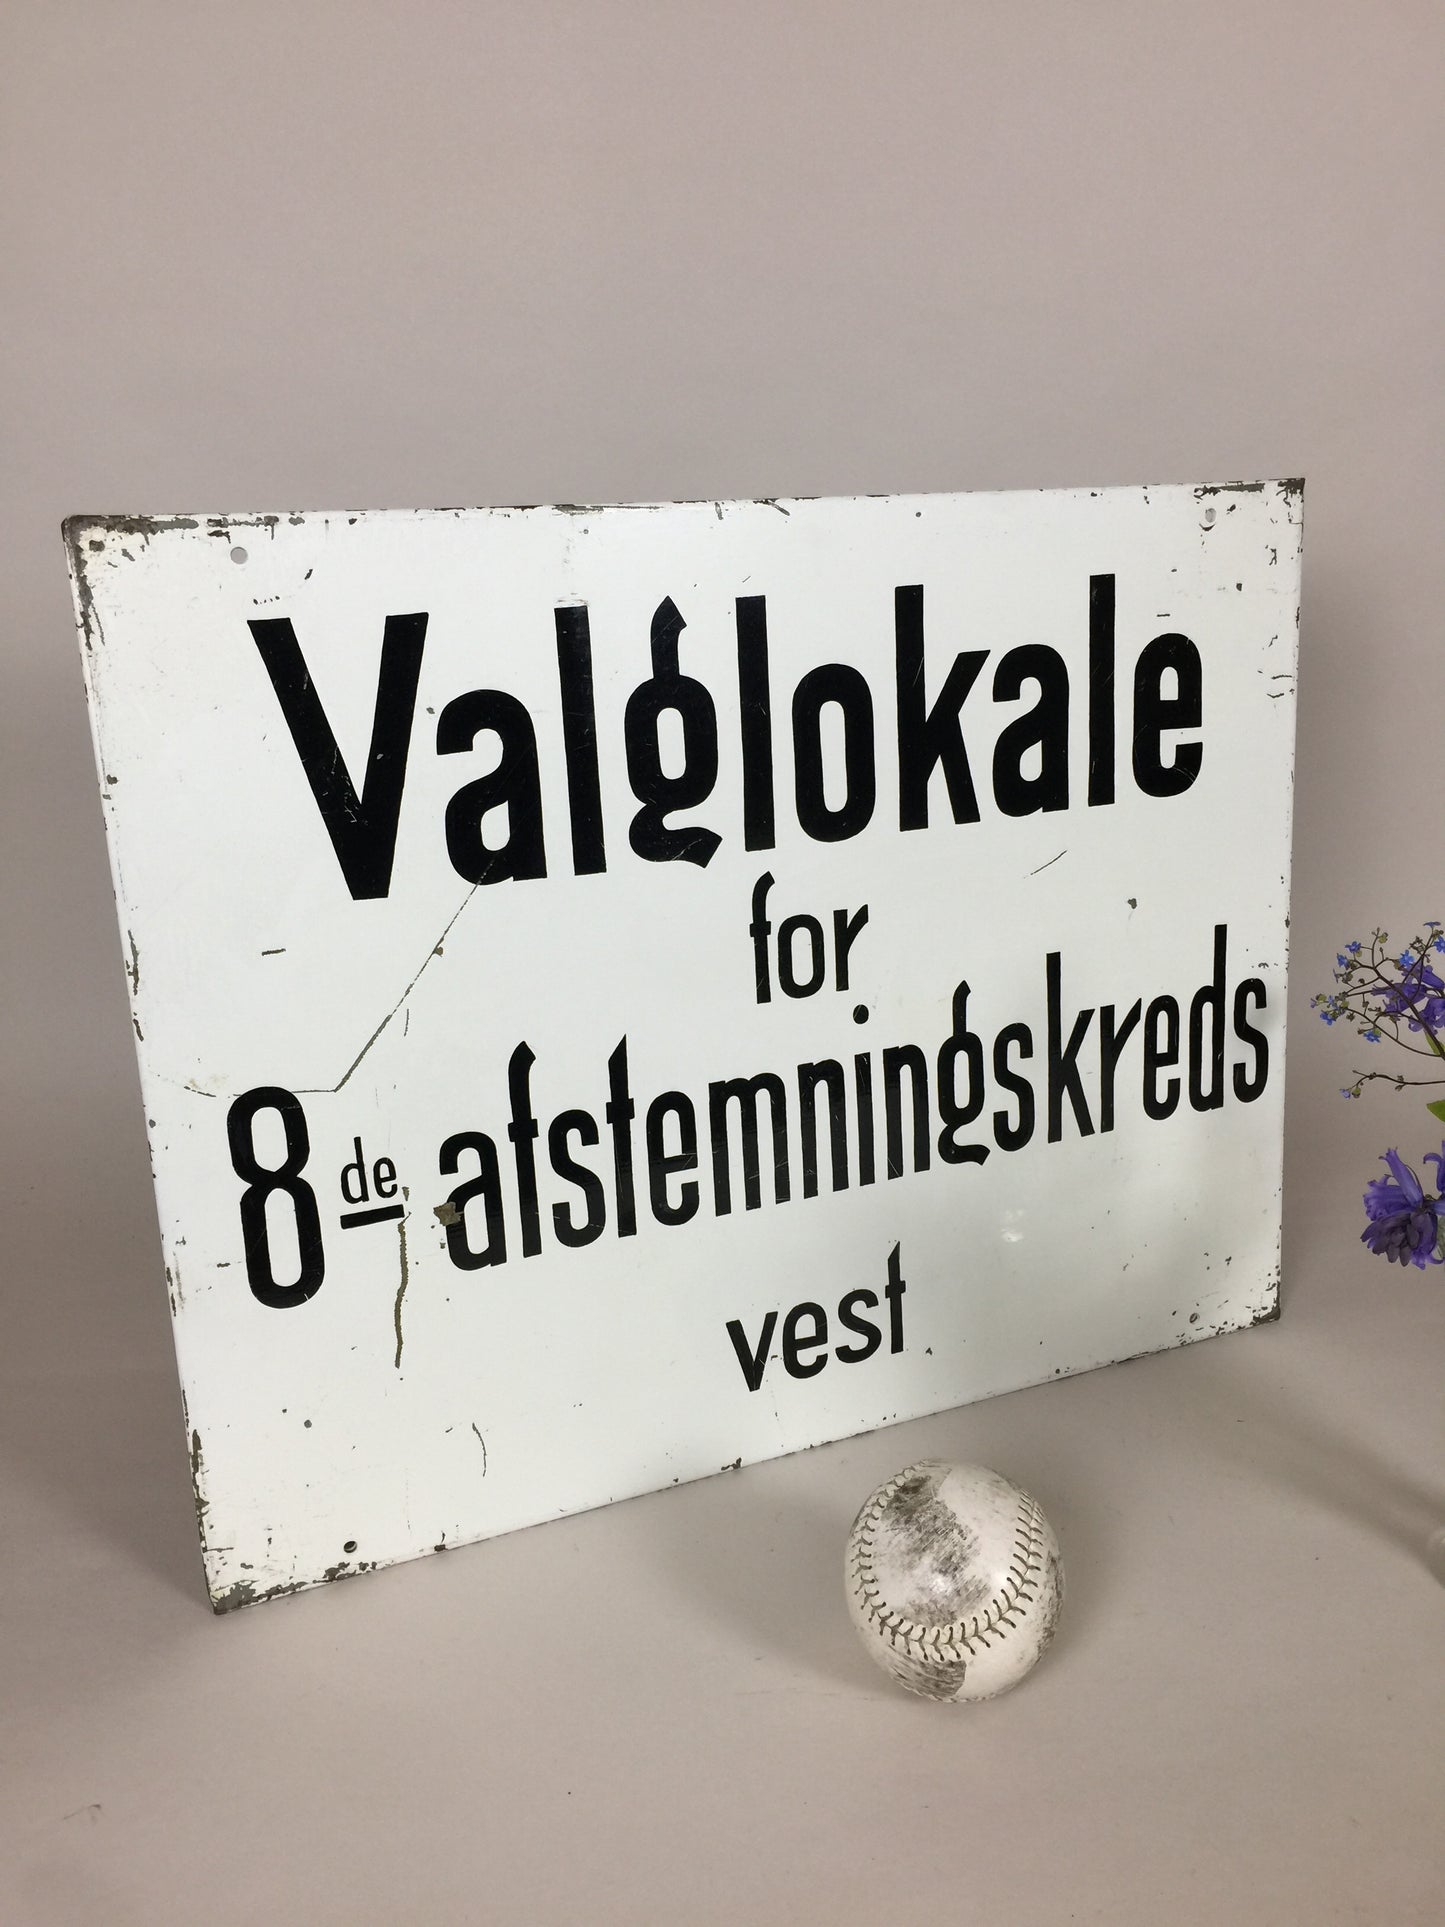 Valglokale
for
8de afstemningskreds
vest